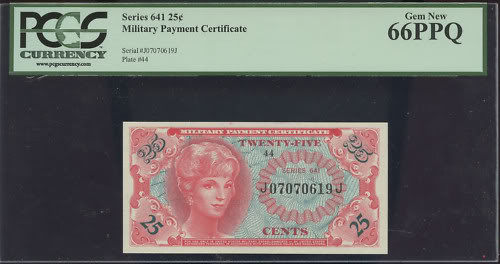 PCGS
CURRENCY
www.pcgscurrency.com
Series 641 25¢
Military Payment Certificate
Serial #J07070619J
Plate #44
Gem New
66PPQ
MILITARY PAYMENT CERTIFICATE
TWENTY-FIVE
25 44 25
SERIES 641
J07070619J
25 25
CENTS